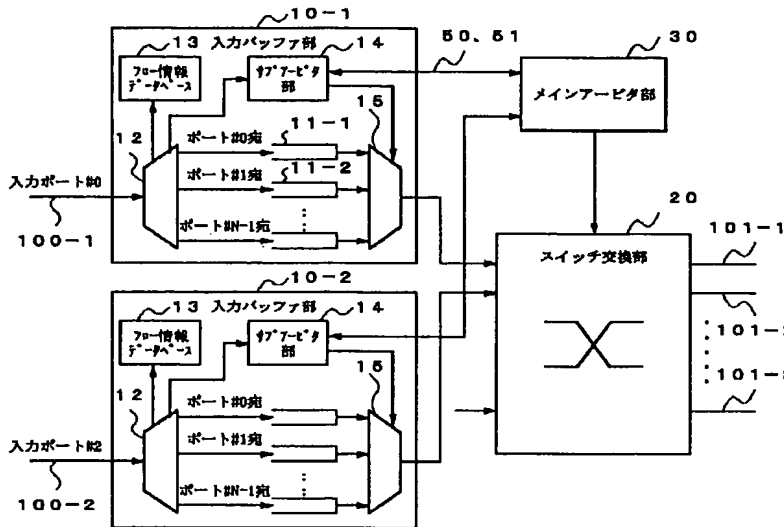 10-1
13
入力バッファ部
14
50、51
30
フロー情報
データベース
サブアービタ
部
メインアービタ部
15
12
ポート#0宛
11-1
入力ポート#0
ポート#1宛
11-2
20
100-1
ポート#N-1宛
101-1
スイッチ交換部
10-2
13
入力バッファ部
14
フロー情報
データベース
サブアービタ
部
15
12
ポート#0宛
入力ポート#2
ポート#1宛
100-2
ポート#N-1宛